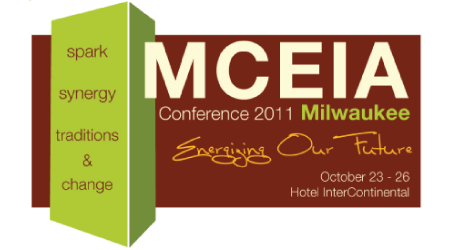 spark
synergy
traditions
&
change
MCEIA
Conference 2011 Milwaukee
Energizing Our Future
October 23 - 26
Hotel InterContinental